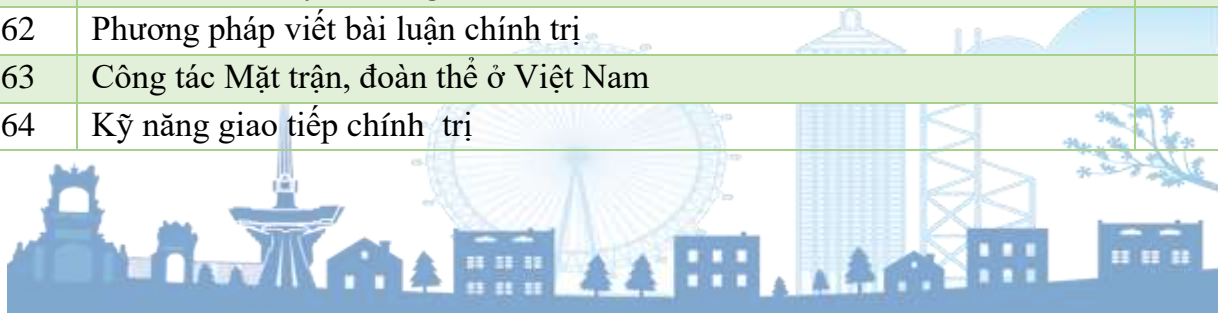 62 Phương pháp viết bài luận chính trị
63 Công tác Mặt trận, đoàn thể ở Việt Nam
64 Kỹ năng giao tiếp chính trị